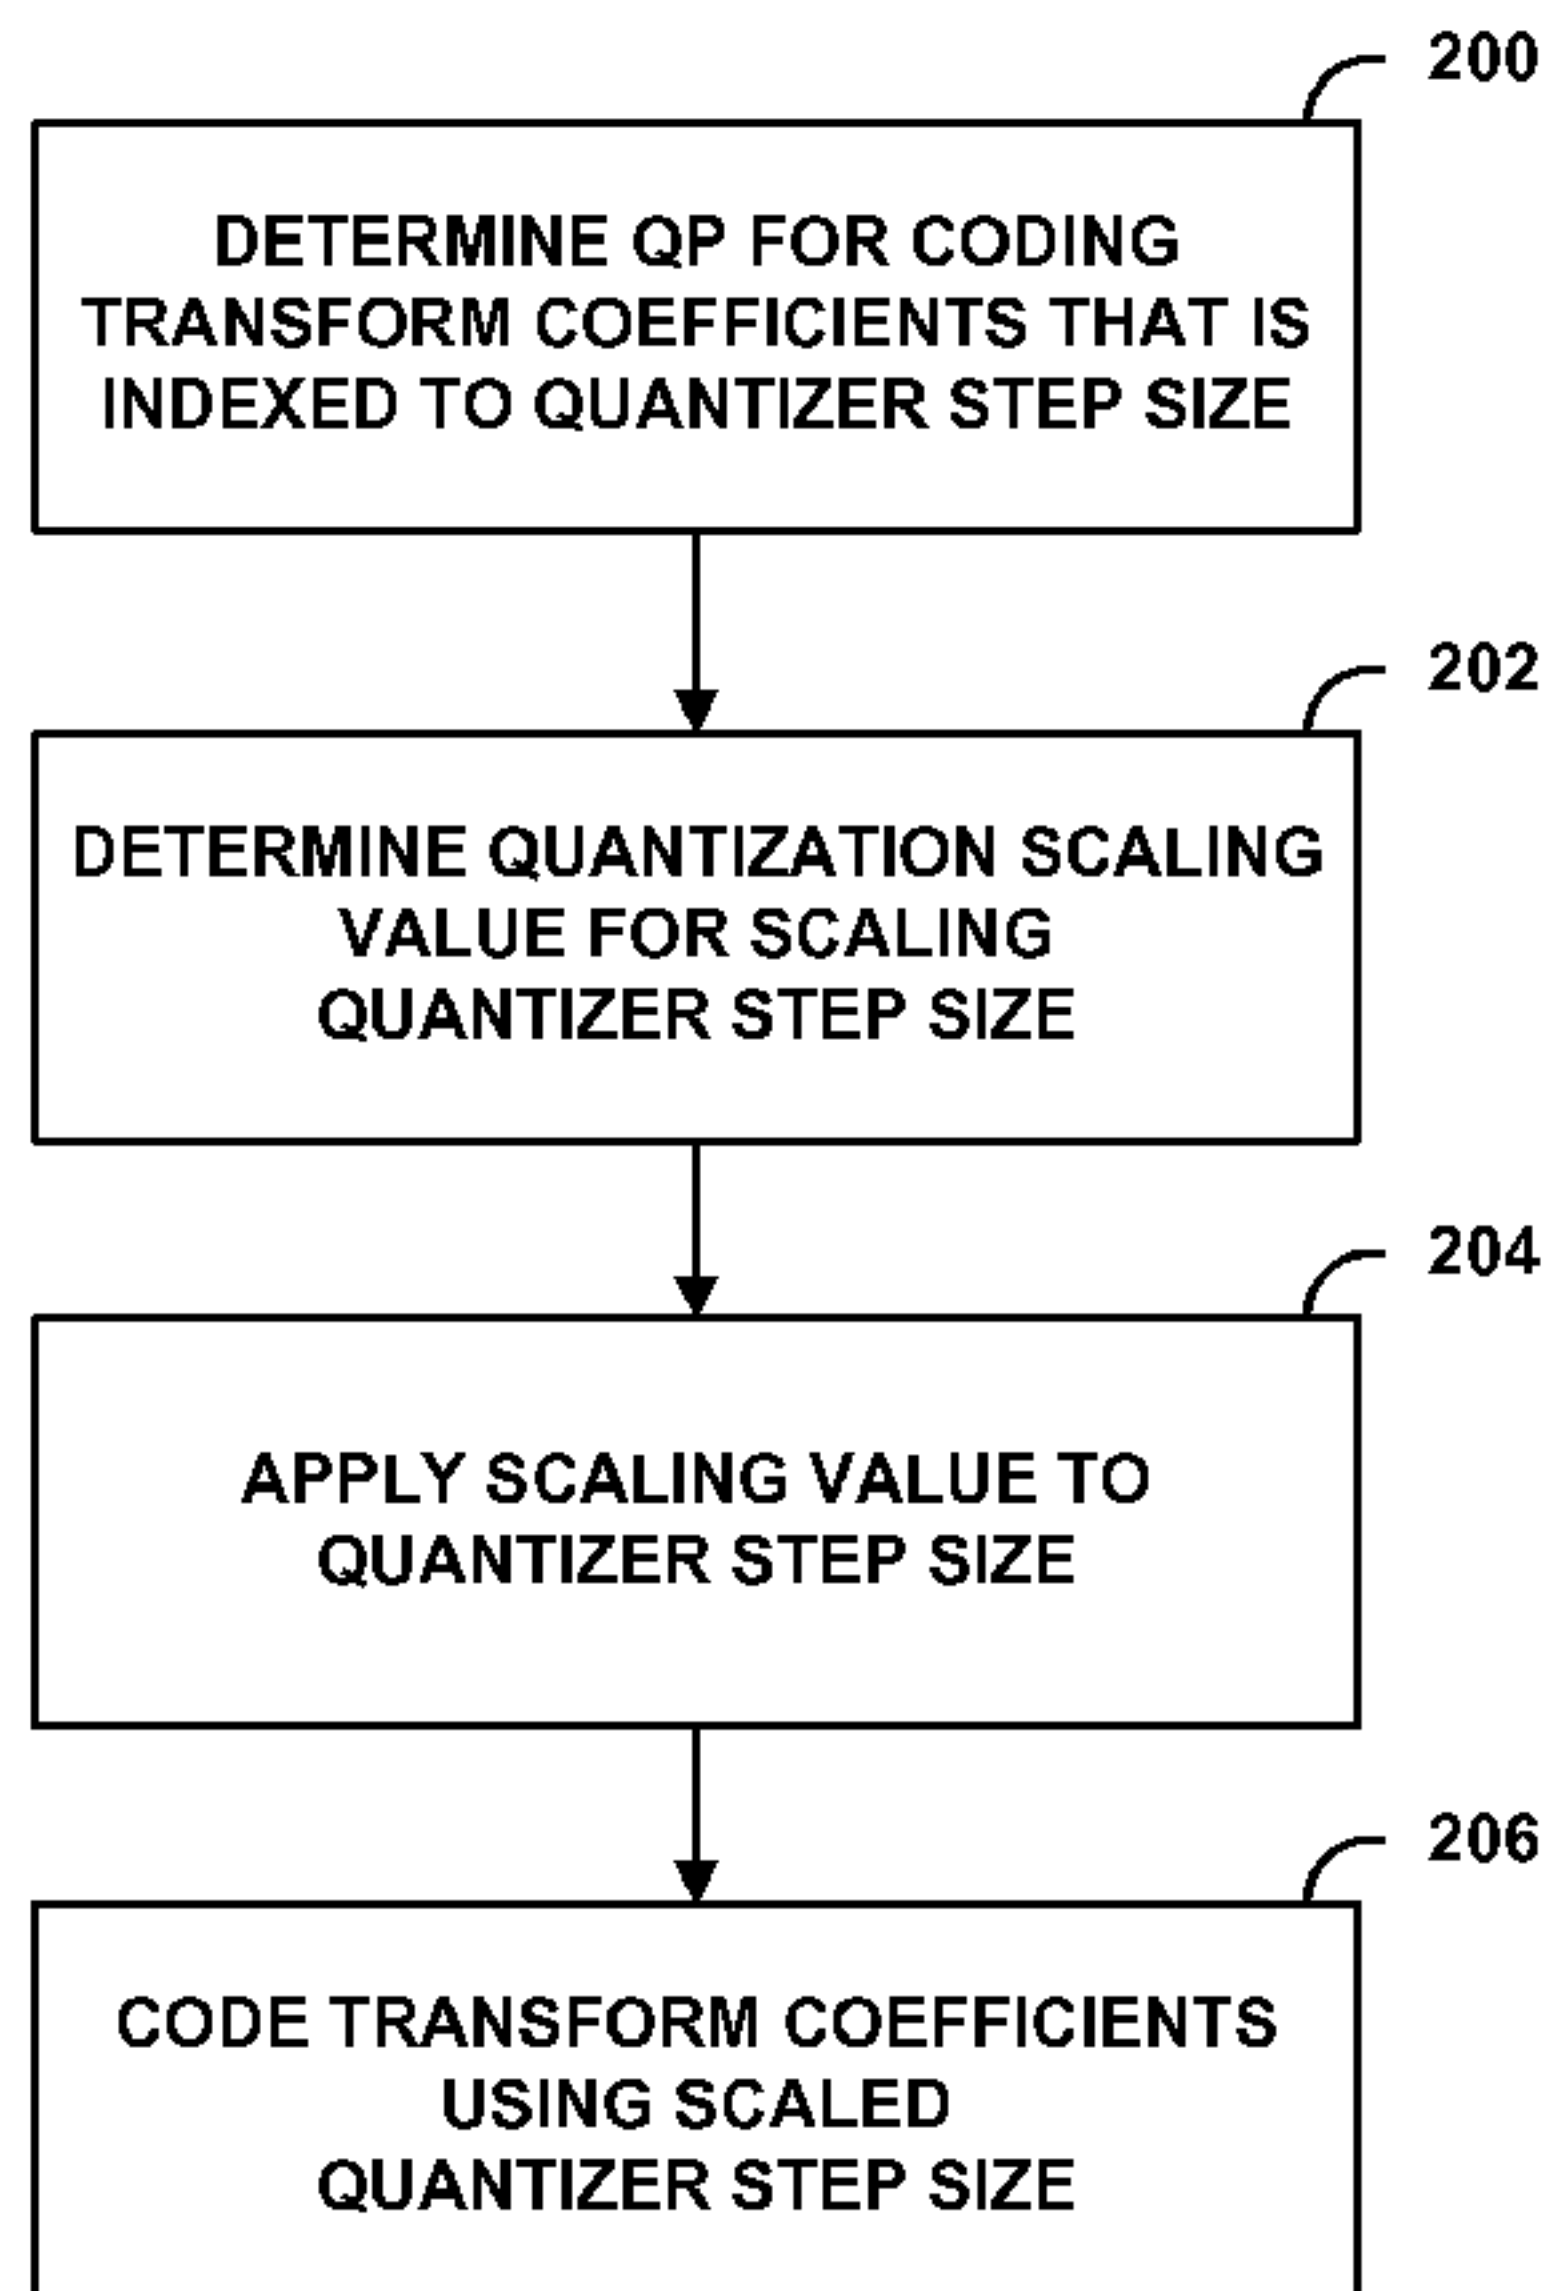 200
DETERMINE QP FOR CODING
TRANSFORM COEFFICIENTS THAT IS
INDEXED TO QUANTIZER STEP SIZE
202
DETERMINE QUANTIZATION SCALING
VALUE FOR SCALING
QUANTIZER STEP SIZE
204
APPLY SCALING VALUE TO
QUANTIZER STEP SIZE
206
CODE TRANSFORM COEFFICIENTS
USING SCALED
QUANTIZER STEP SIZE